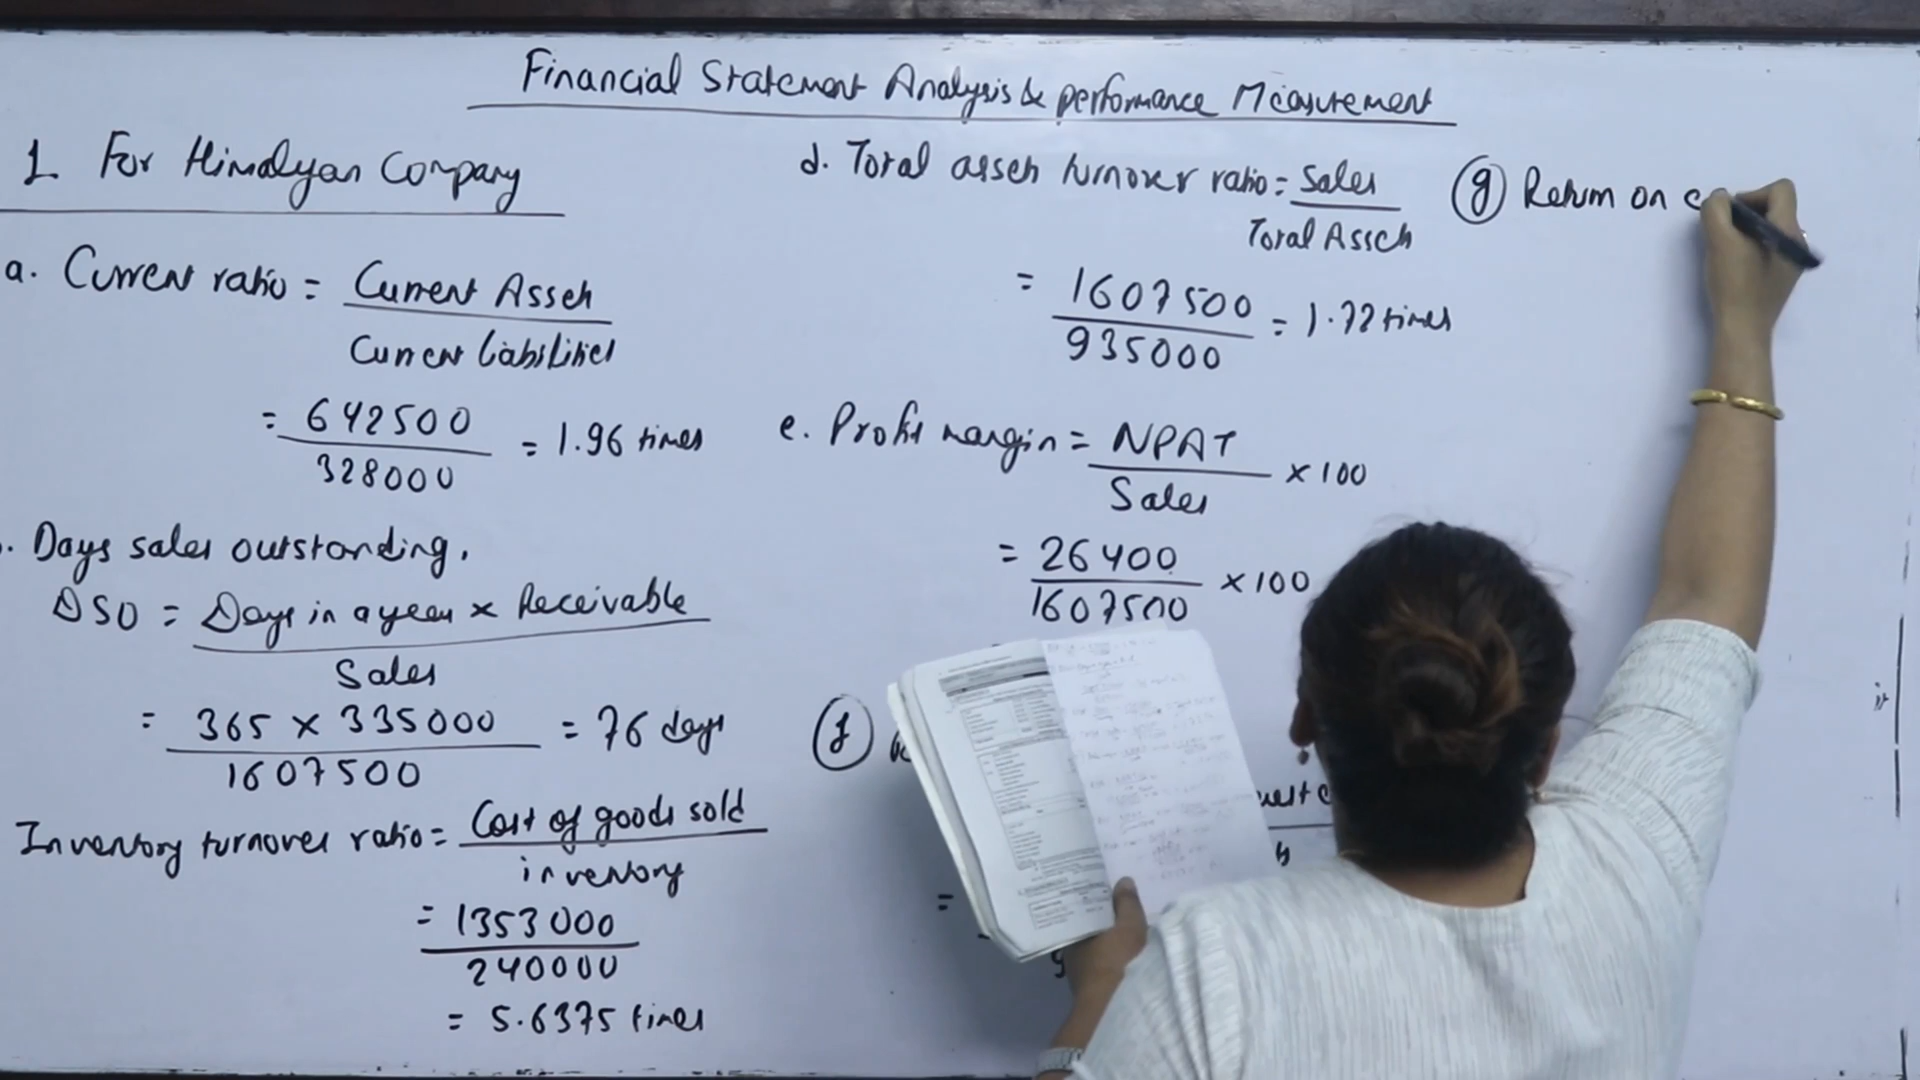 Financial Statement Analysis & performance Measurement
1. For Himalyan Company
a. Current ratio = Current Assets
Current Liabilities
= 642500
328000
= 1.96 times
. Days sales outstanding.
DSO = Days in a year × Receivable
Sales
= 365 × 335000
1607500
= 76 days
Inventory turnover ratio = Cost of goods sold
inventory
= 1353000
240000
= 5.6375 times
d. Total assets turnover ratio = Sales
Total Assets
= 1607500
935000
= 1.72 times
e. Profit margin = NPAT
Sales
× 100
= 26400
1607500
× 100
f
=
g Return on